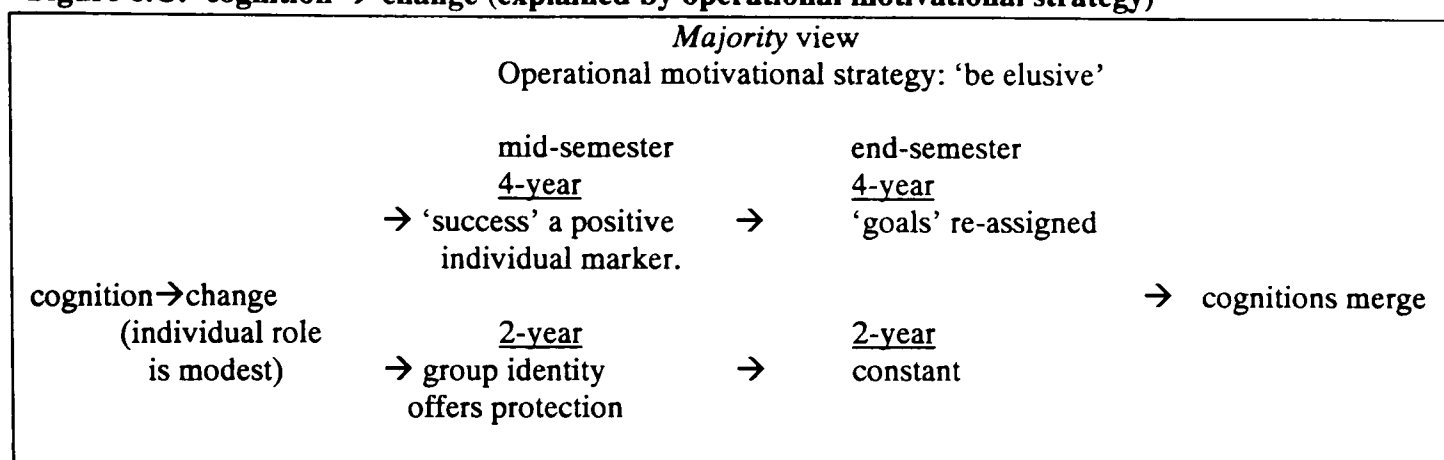 cognition → change (explained by operational motivational strategy)
Majority view
Operational motivational strategy: ‘be elusive’
mid-semester end-semester
4-year 4-year
→ ‘success’ a positive → ‘goals’ re-assigned
individual marker.
cognition→change → cognitions merge
(individual role 2-year 2-year
is modest) → group identity → constant
offers protection